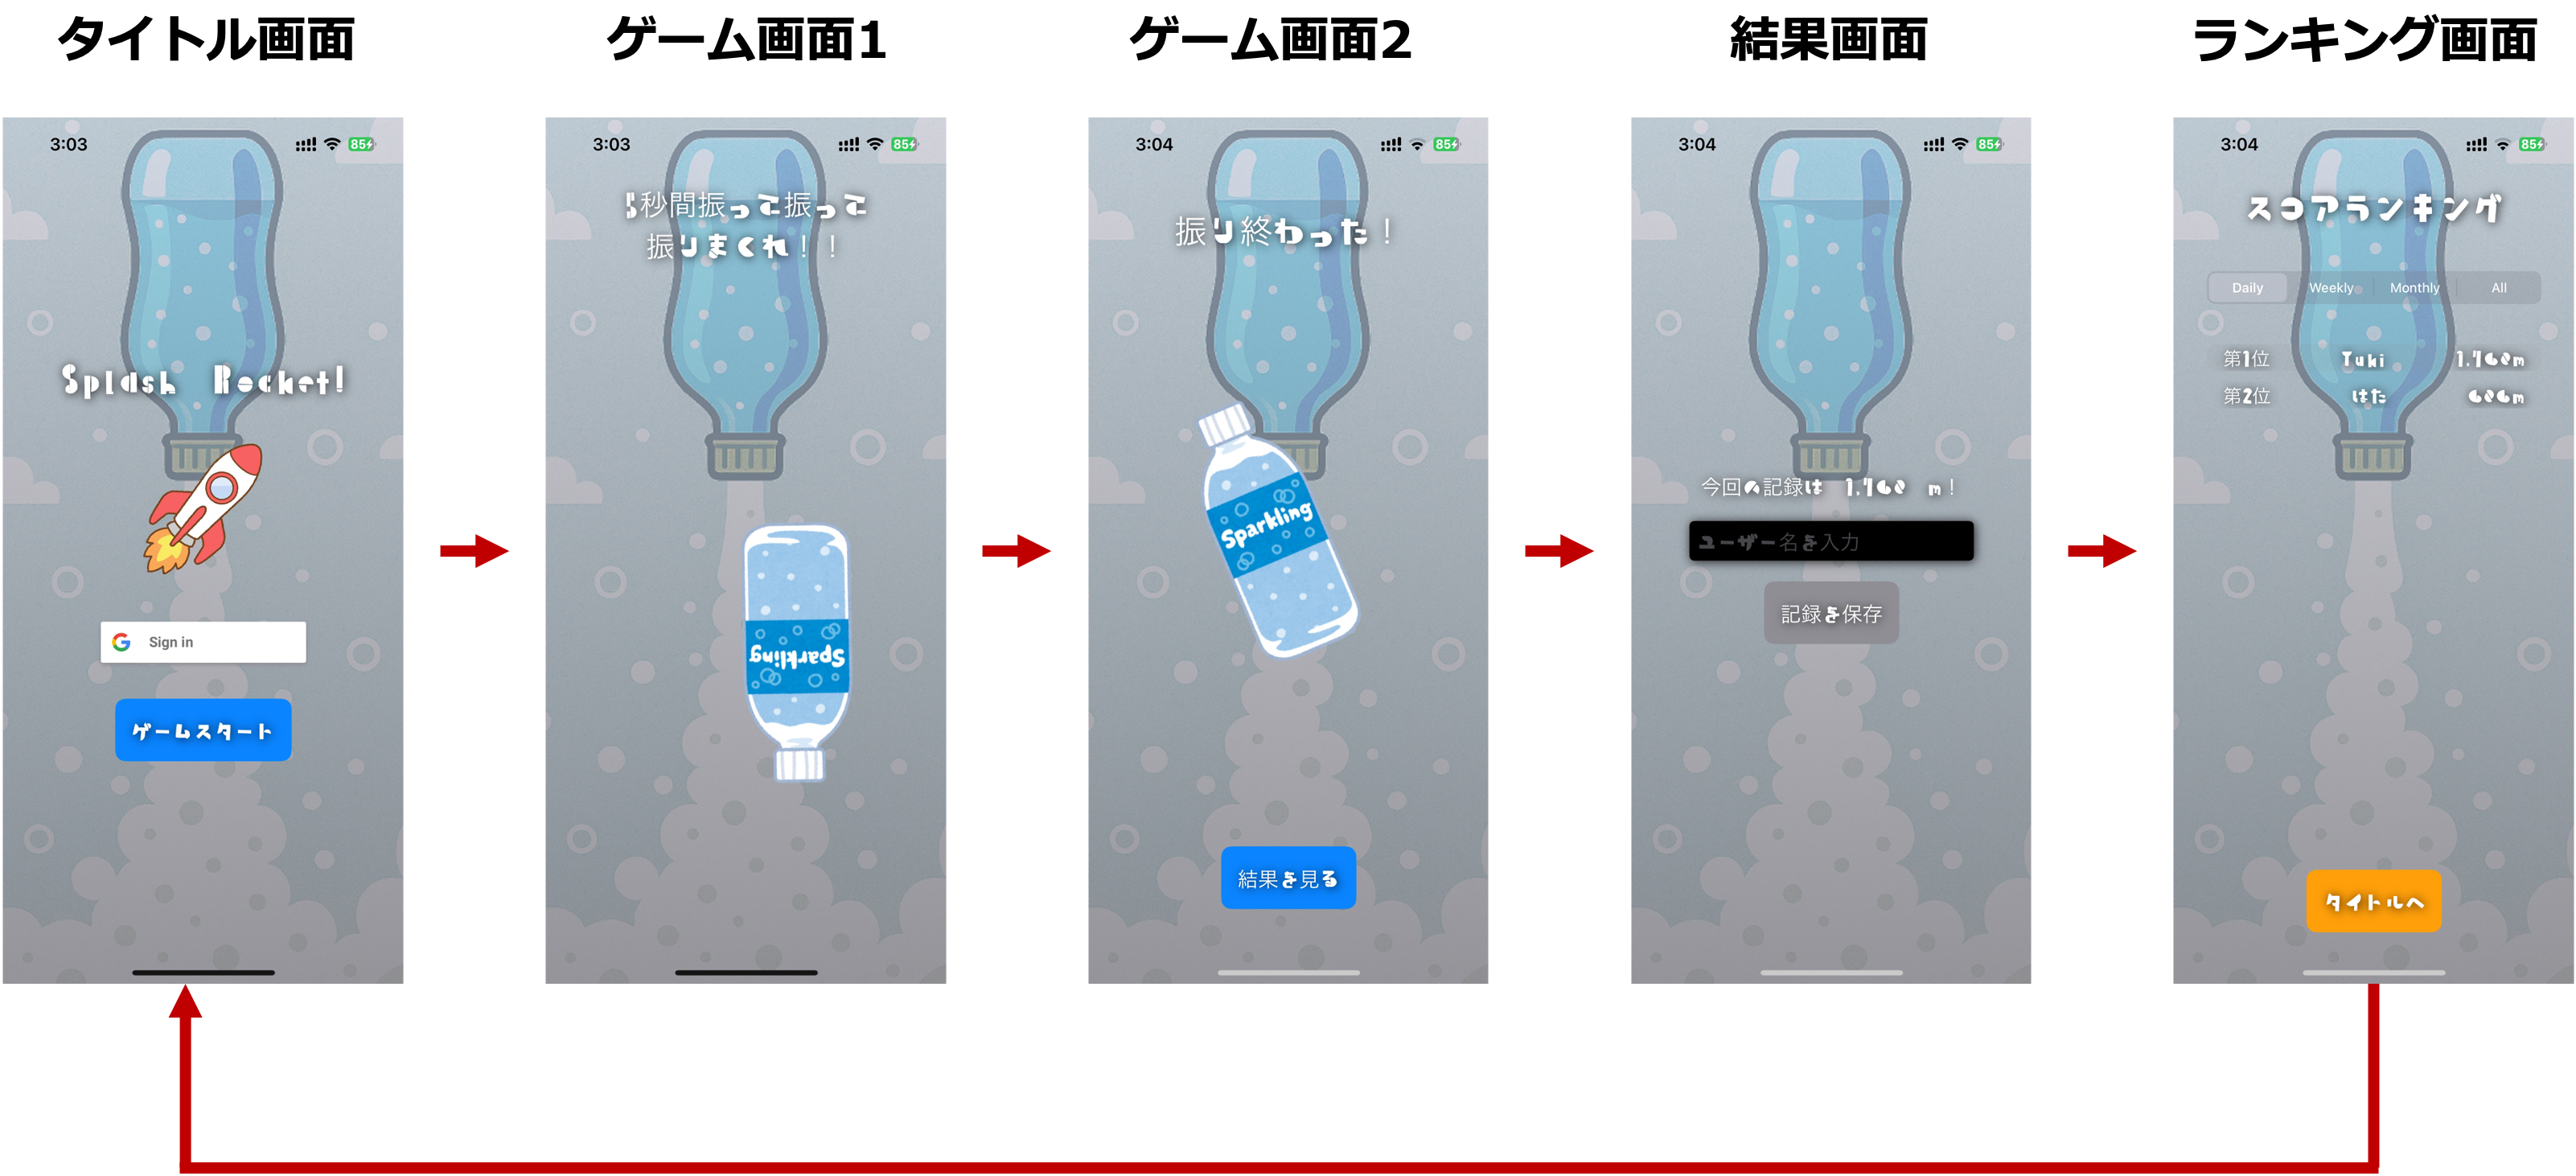 タイトル画面
ゲーム画面1
ゲーム画面2
結果画面
ランキング画面
3:03
85
Splash Rocket!
Sign in
ゲームスタート
3:03
85
5秒間振って振って
振りまくれ！！
Sparkling
3:04
85
振り終わった！
Sparkling
結果を見る
3:04
85
今回の記録は 1,768 m！
ユーザー名を入力
記録を保存
3:04
85
スコアランキング
Daily Weekly Monthly All
第1位 Yuki 1,768m
第2位 はた 686m
タイトルへ